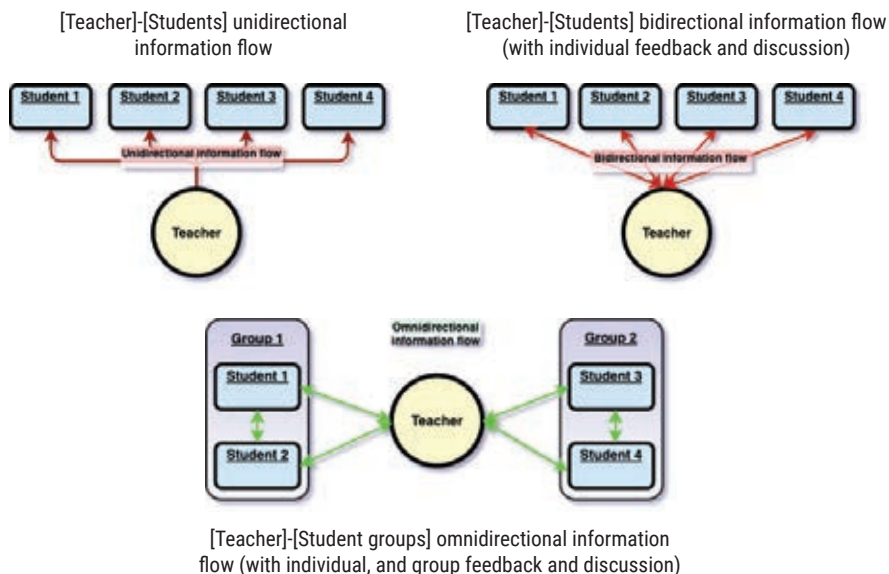 [Teacher]-[Students] unidirectional
information flow
Student 1
Student 2
Student 3
Student 4
Unidirectional information flow
Teacher
[Teacher]-[Students] bidirectional information flow
(with individual feedback and discussion)
Student 1
Student 2
Student 3
Student 4
Bidirectional information flow
Teacher
Group 1
Student 1
Student 2
Omnidirectional
information flow
Teacher
Group 2
Student 3
Student 4
[Teacher]-[Student groups] omnidirectional information
flow (with individual, and group feedback and discussion)